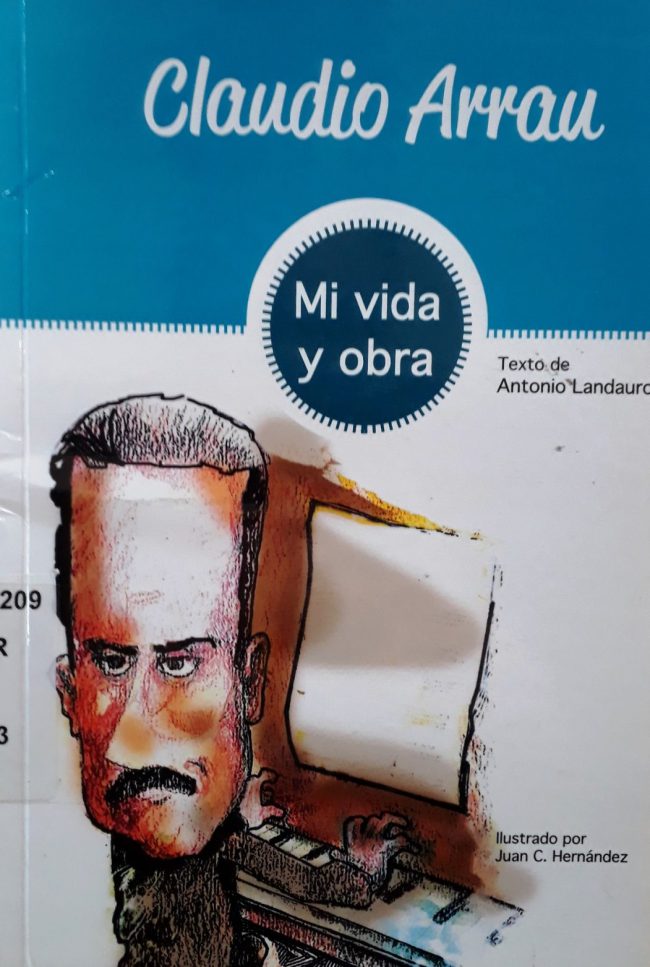 Claudio Arrau
Mi vida
y obra
Texto de
Antonio Landauro
209
R
3
Ilustrado por
Juan C. Hernández